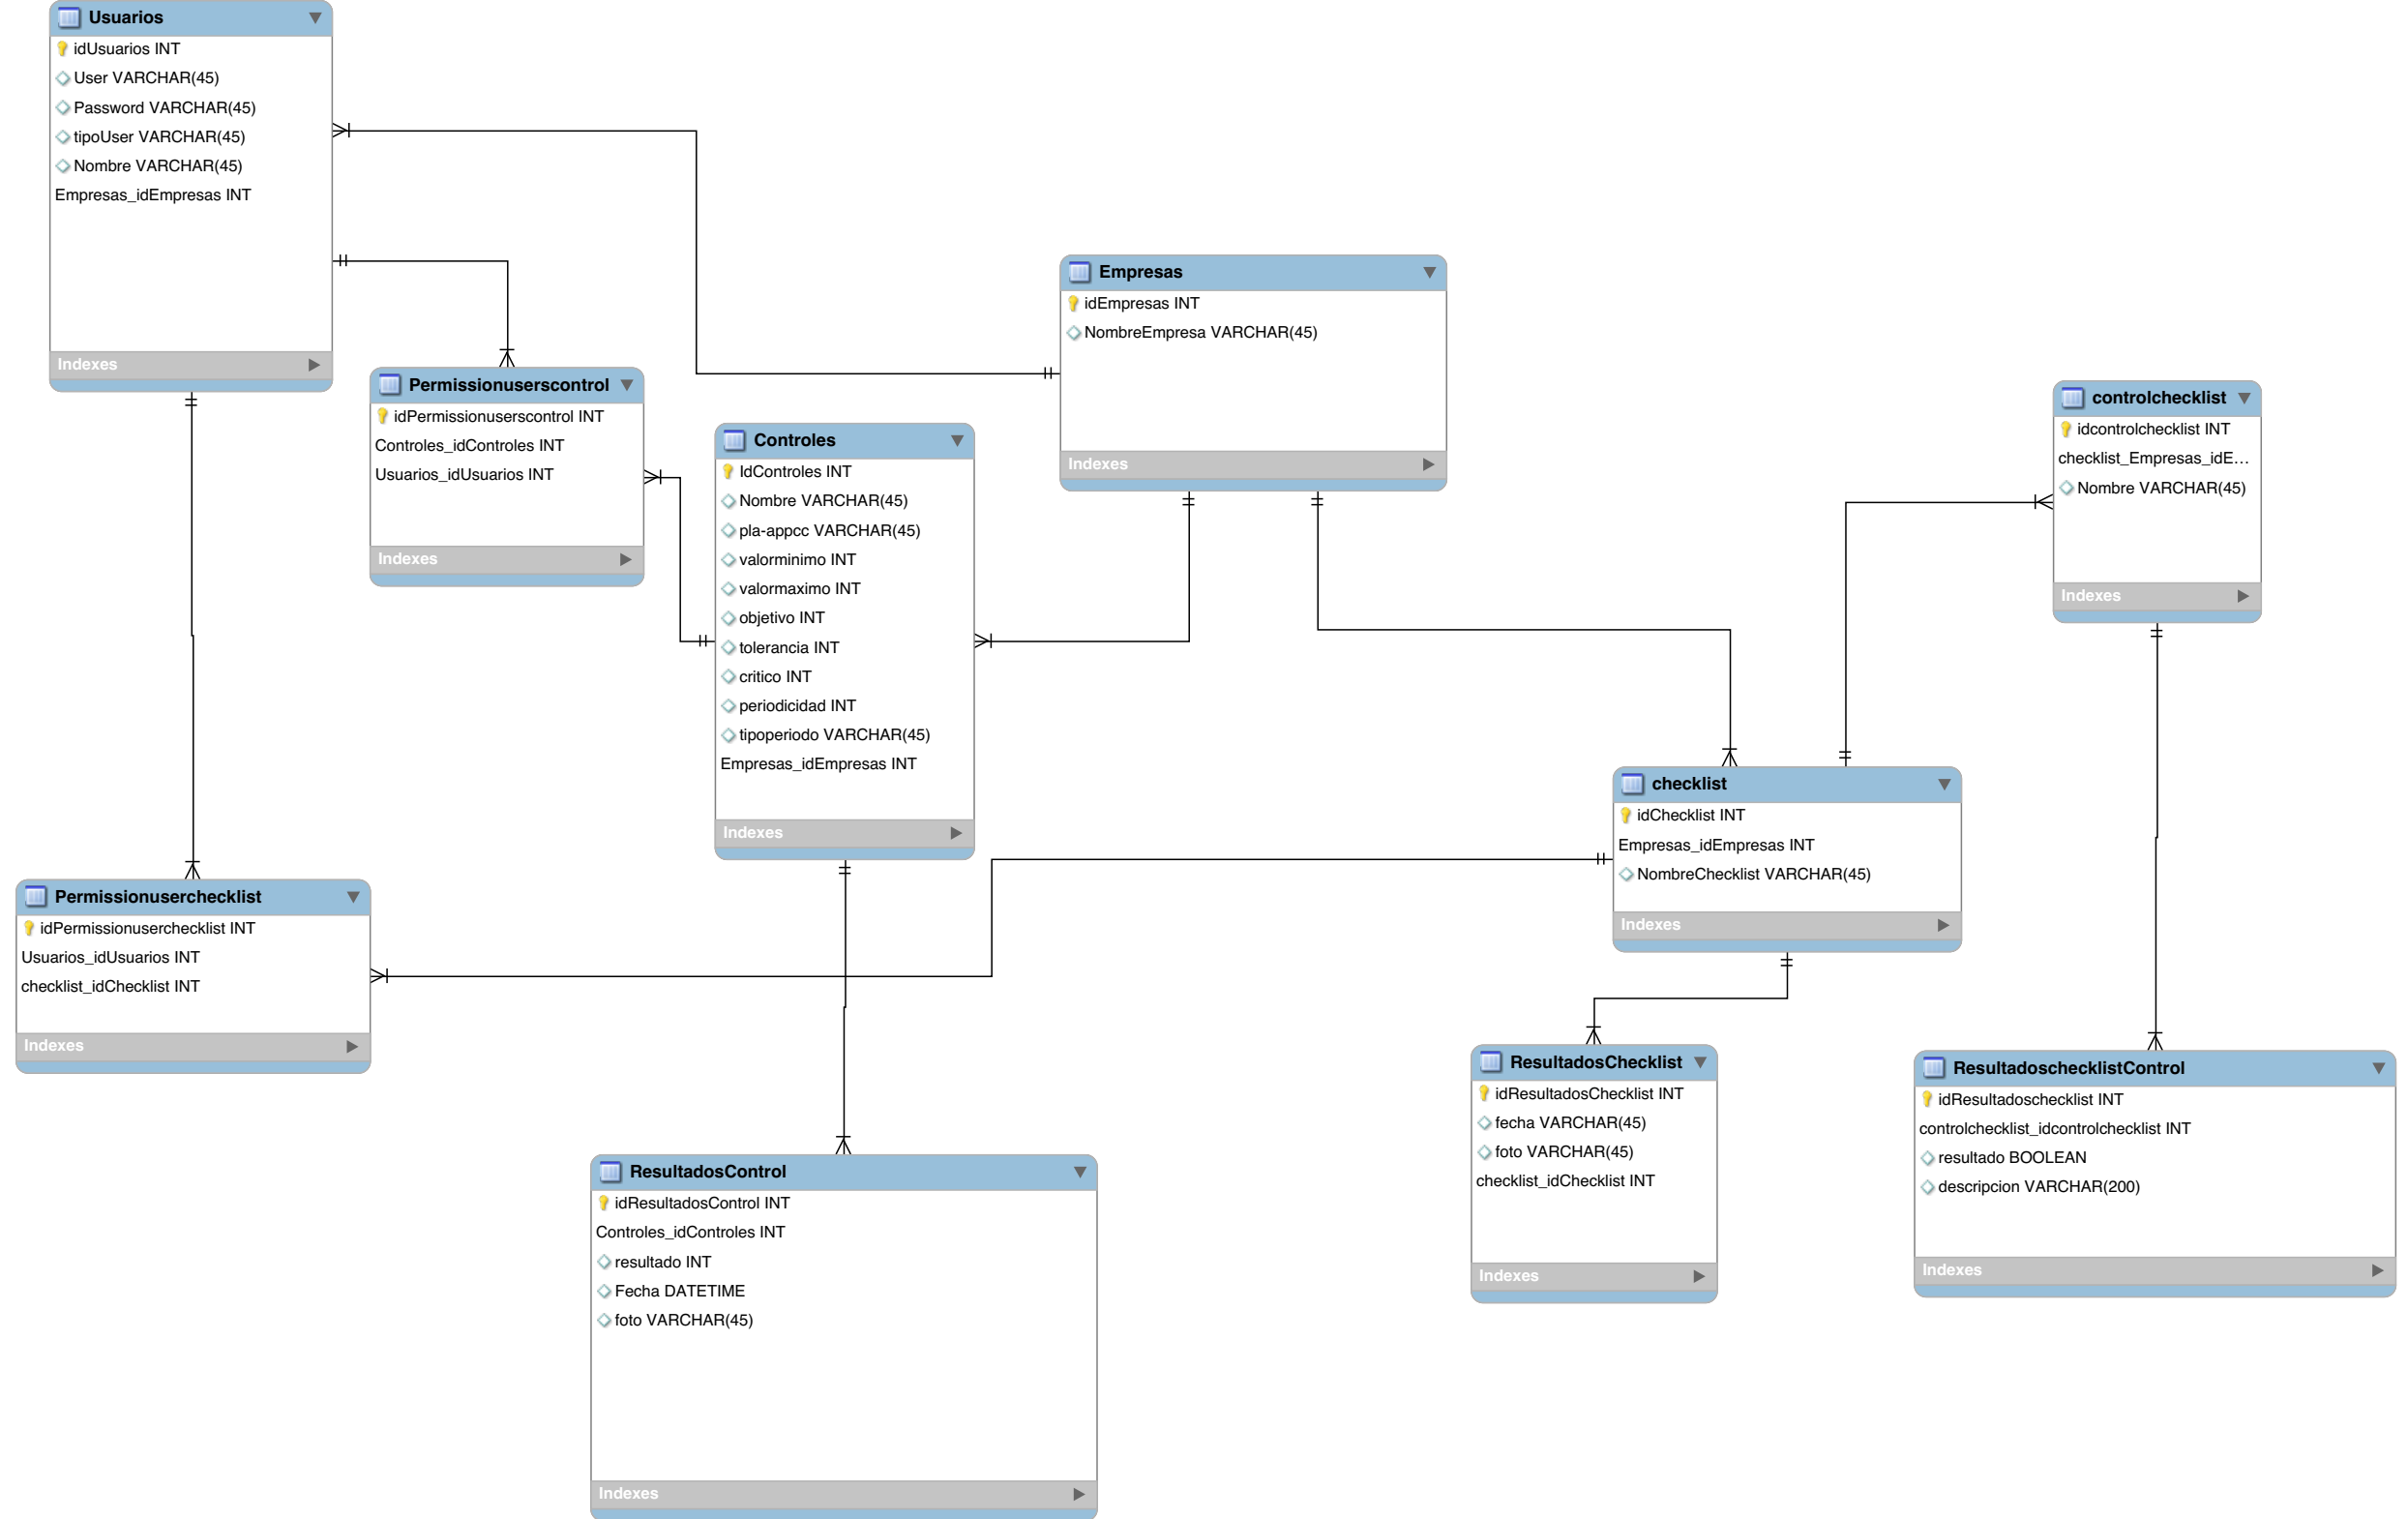 Usuarios
idUsuarios INT
User VARCHAR(45)
Password VARCHAR(45)
tipoUser VARCHAR(45)
Nombre VARCHAR(45)
Empresas_idEmpresas INT
Indexes
Permissionuserscontrol
idPermissionuserscontrol INT
Controles_idControles INT
Usuarios_idUsuarios INT
Indexes
Empresas
idEmpresas INT
NombreEmpresa VARCHAR(45)
Indexes
Controles
IdControles INT
Nombre VARCHAR(45)
pla-appcc VARCHAR(45)
valorminimo INT
valormaximo INT
objetivo INT
tolerancia INT
critico INT
periodicidad INT
tipoperiodo VARCHAR(45)
Empresas_idEmpresas INT
Indexes
controlchecklist
idcontrolchecklist INT
checklist_Empresas_idE...
Nombre VARCHAR(45)
Indexes
checklist
idChecklist INT
Empresas_idEmpresas INT
NombreChecklist VARCHAR(45)
Indexes
Permissionuserchecklist
idPermissionuserchecklist INT
Usuarios_idUsuarios INT
checklist_idChecklist INT
Indexes
ResultadosControl
idResultadosControl INT
Controles_idControles INT
resultado INT
Fecha DATETIME
foto VARCHAR(45)
Indexes
ResultadosChecklist
idResultadosChecklist INT
fecha VARCHAR(45)
foto VARCHAR(45)
checklist_idChecklist INT
Indexes
ResultadoschecklistControl
idResultadoschecklist INT
controlchecklist_idcontrolchecklist INT
resultado BOOLEAN
descripcion VARCHAR(200)
Indexes